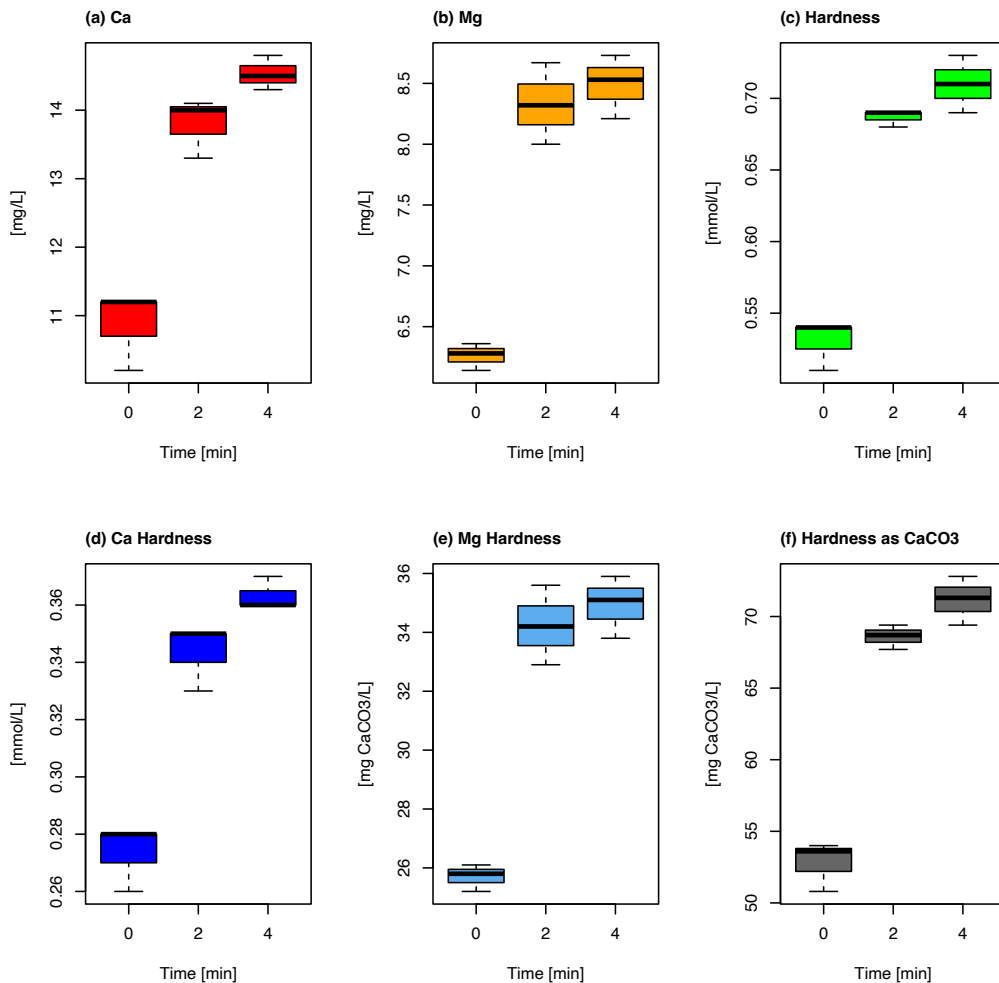 (a) Ca
[mg/L]
14
13
12
11
0 2 4
Time [min]
(b) Mg
[mg/L]
8.5
8.0
7.5
6.5
0 2 4
Time [min]
(c) Hardness
[mmol/L]
0.70
0.65
0.60
0.55
0 2 4
Time [min]
(d) Ca Hardness
[mmol/L]
0.36
0.34
0.32
0.30
0.28
0.26
0 2 4
Time [min]
(e) Mg Hardness
[mg CaCO3/L]
36
34
32
30
28
26
0 2 4
Time [min]
(f) Hardness as CaCO3
[mg CaCO3/L]
70
65
60
55
50
0 2 4
Time [min]